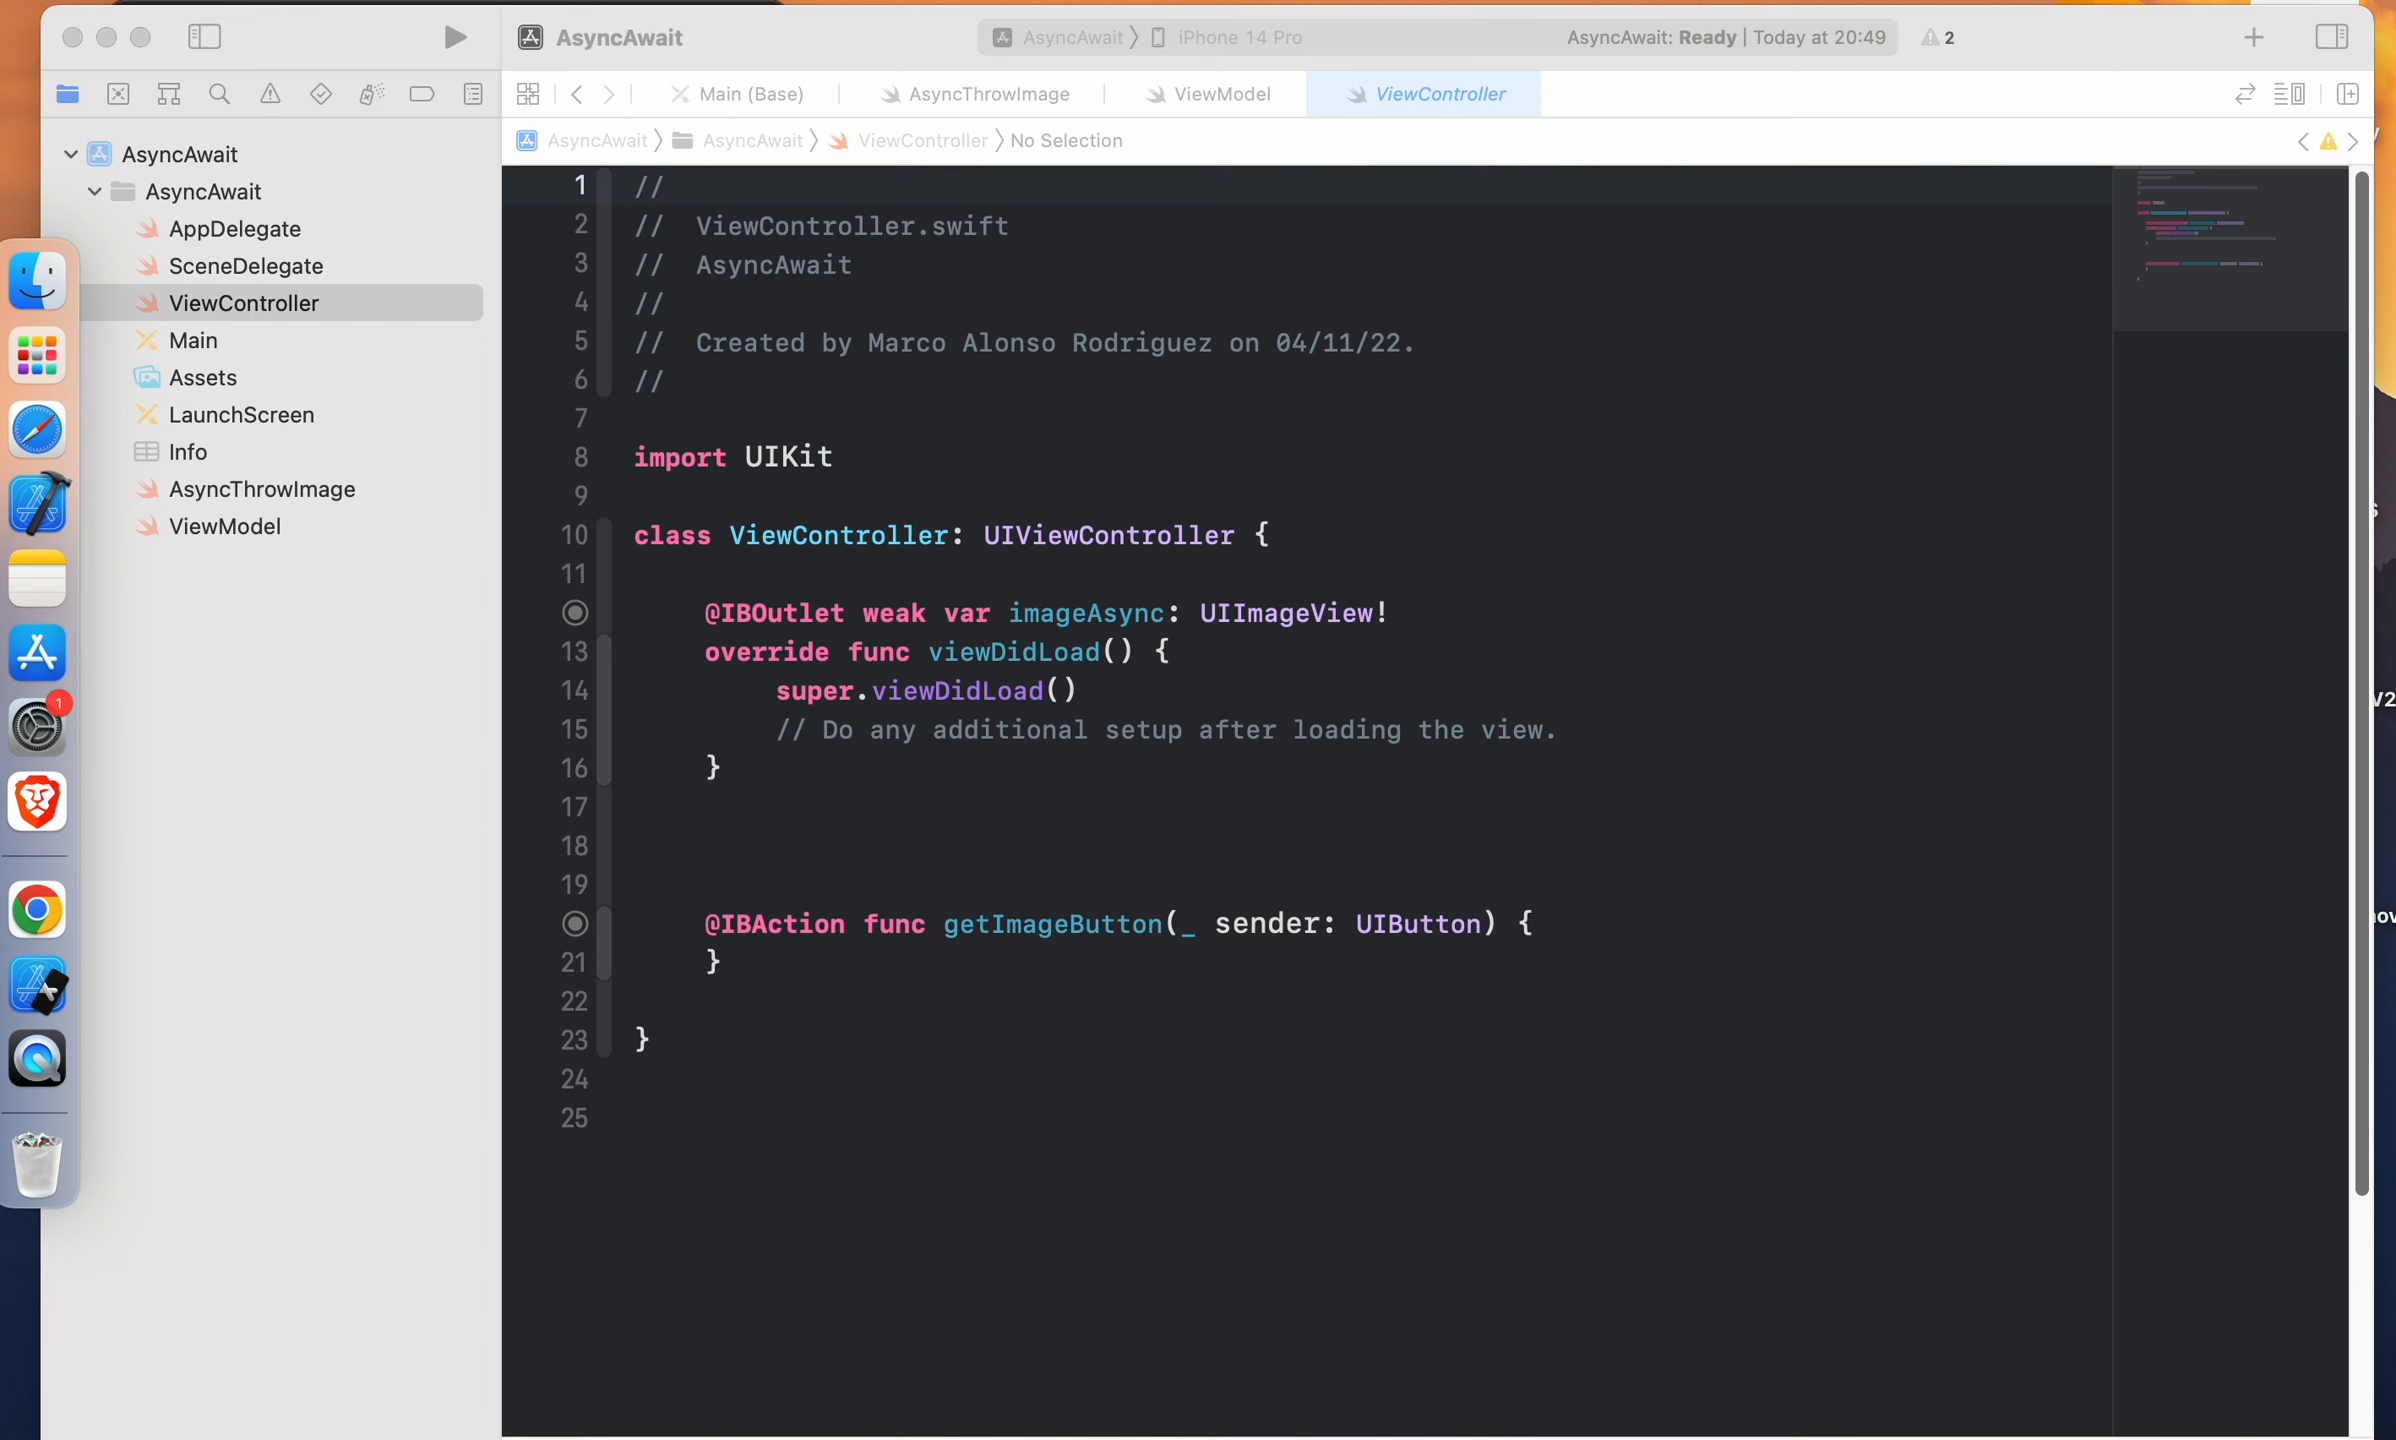 AsyncAwait
AsyncAwait
iPhone 14 Pro
AsyncAwait: Ready | Today at 20:49
2
Main (Base)
AsyncThrowImage
ViewModel
ViewController
AsyncAwait
AsyncAwait
ViewController
No Selection
AsyncAwait
AsyncAwait
AppDelegate
SceneDelegate
ViewController
Main
Assets
LaunchScreen
Info
AsyncThrowImage
ViewModel
1
1 //
2 //  ViewController.swift
3 //  AsyncAwait
4 //
5 //  Created by Marco Alonso Rodriguez on 04/11/22.
6 //
7
8 import UIKit
9
10 class ViewController: UIViewController {
11
@IBOutlet weak var imageAsync: UIImageView!
13 override func viewDidLoad() {
14 super.viewDidLoad()
15 // Do any additional setup after loading the view.
16 }
17
18
19
@IBAction func getImageButton(_ sender: UIButton) {
21 }
22
23 }
24
25
V2